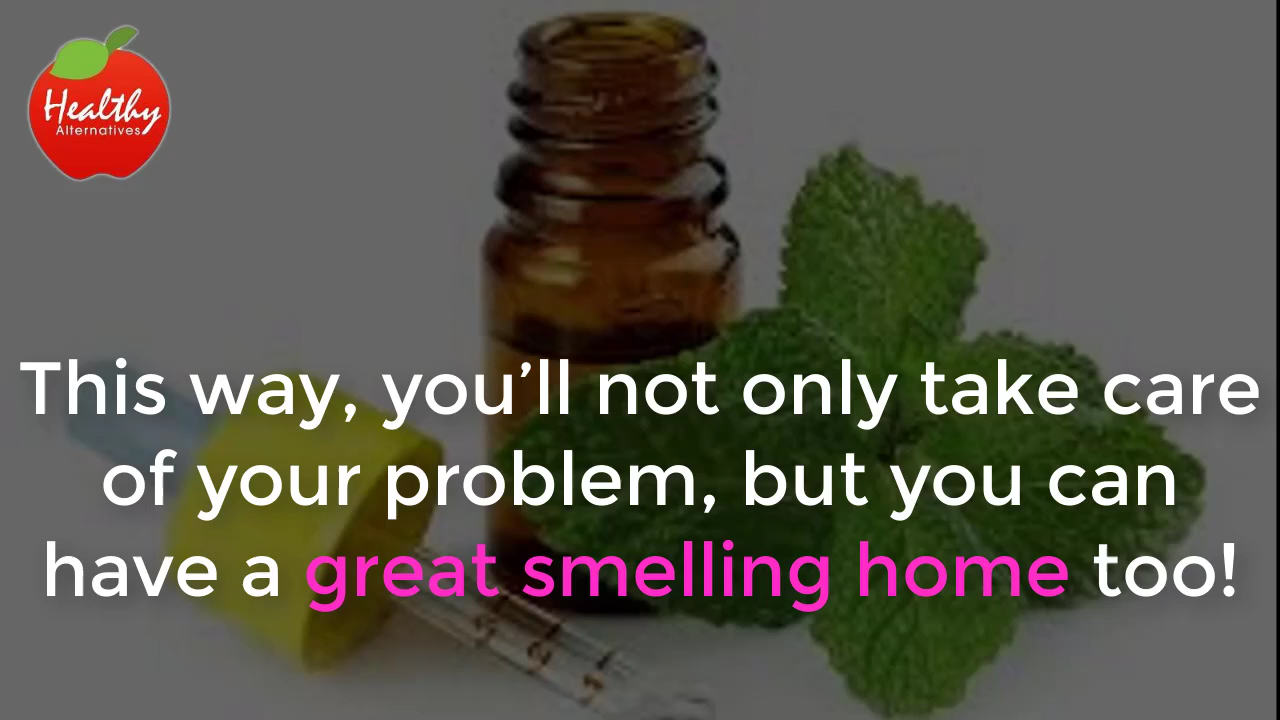 Healthy
Alternatives
This way, you’ll not only take care
of your problem, but you can
have a great smelling home too!